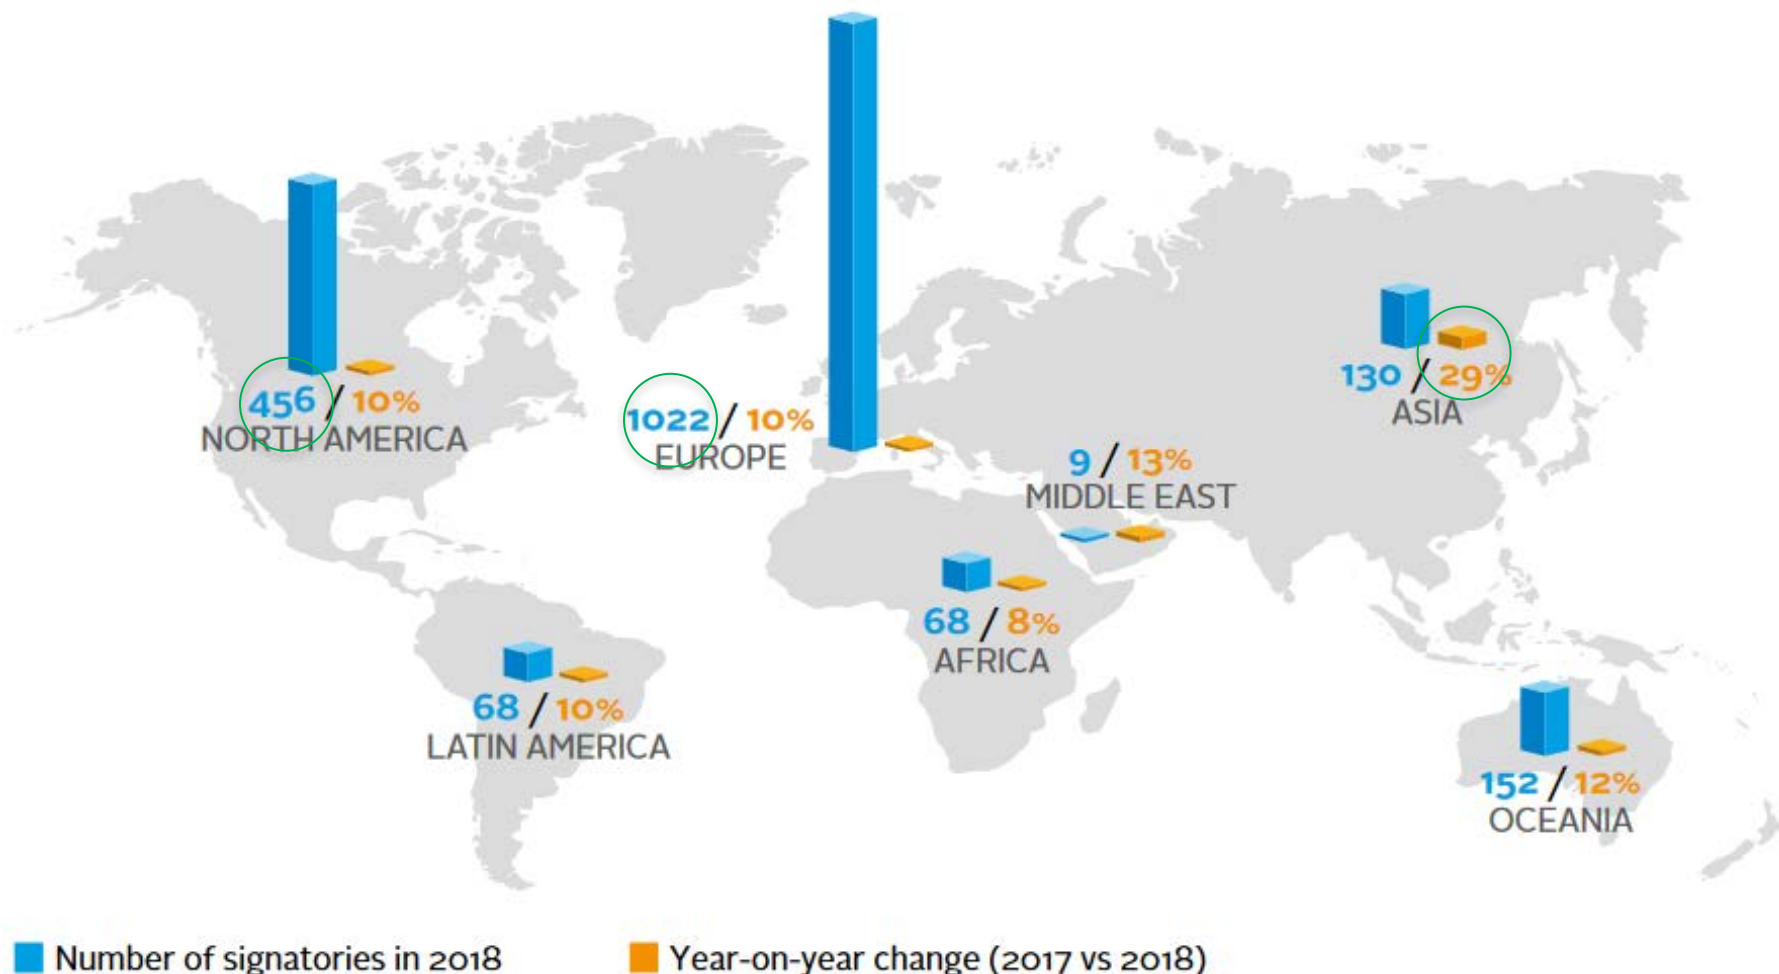 456 / 10%
NORTH AMERICA
1022 / 10%
EUROPE
130 / 29%
ASIA
9 / 13%
MIDDLE EAST
68 / 8%
AFRICA
68 / 10%
LATIN AMERICA
152 / 12%
OCEANIA
Number of signatories in 2018
Year-on-year change (2017 vs 2018)